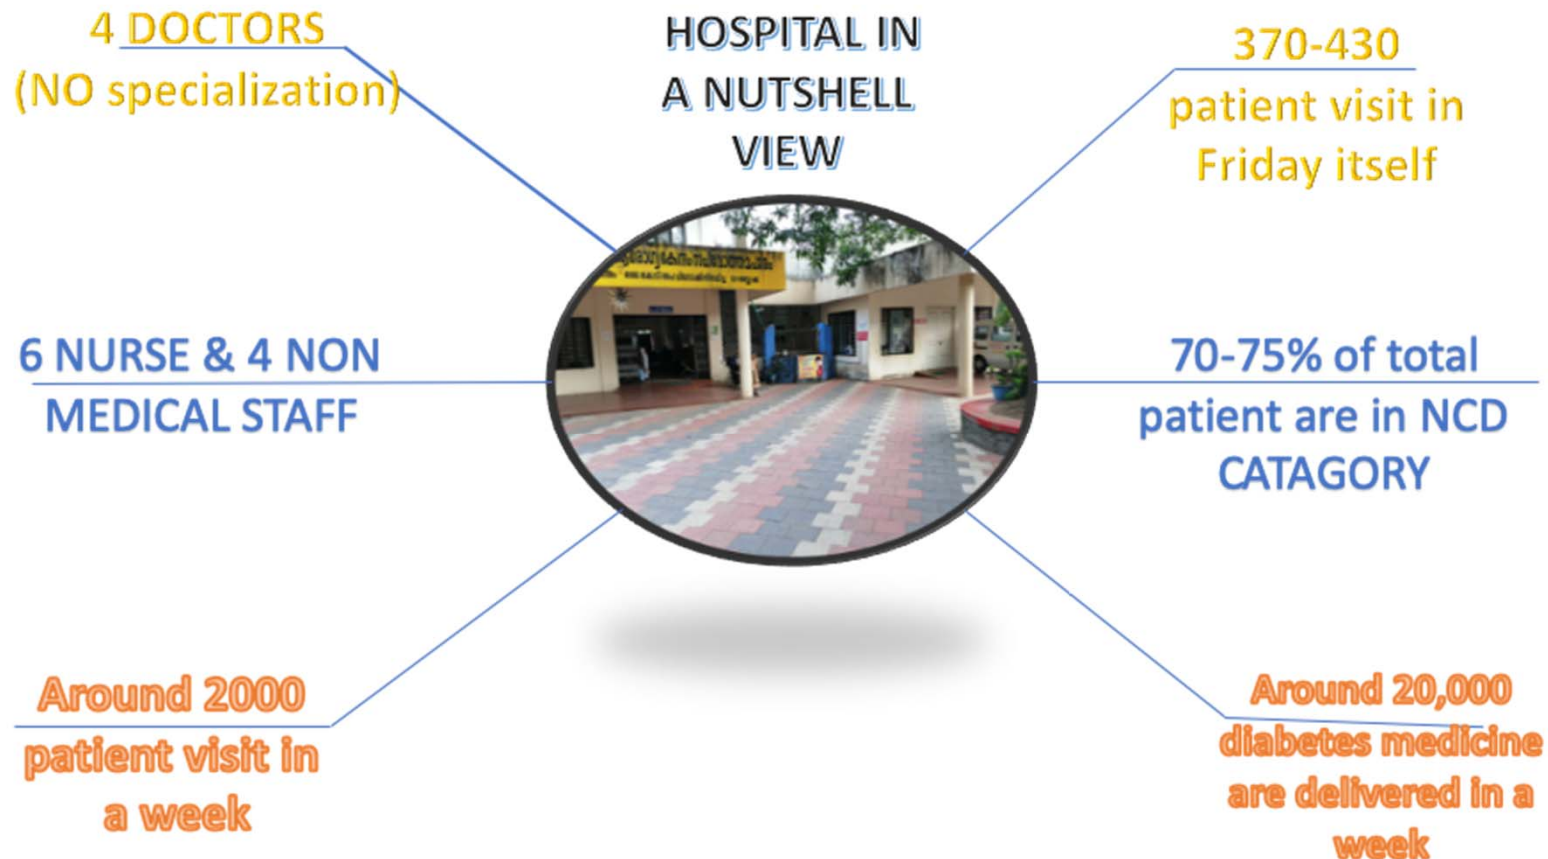 HOSPITAL IN
A NUTSHELL
VIEW
4 DOCTORS
(NO specialization)
370-430
patient visit in
Friday itself
6 NURSE & 4 NON
MEDICAL STAFF
70-75% of total
patient are in NCD
CATAGORY
Around 2000
patient visit in
a week
Around 20,000
diabetes medicine
are delivered in a
week